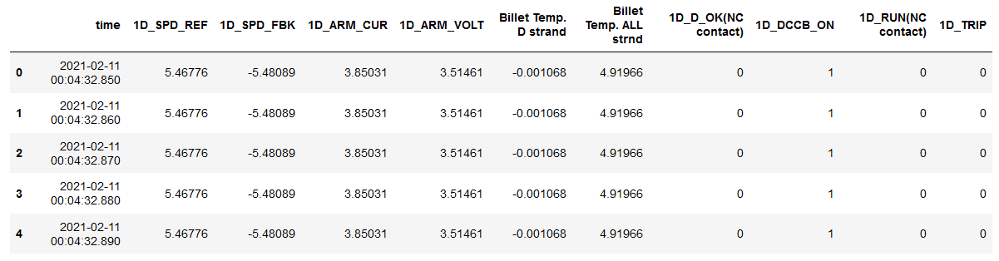 time 1D_SPD_REF 1D_SPD_FBK 1D_ARM_CUR 1D_ARM_VOLT Billet Temp. D strand Billet Temp. ALL strnd 1D_D_OK(NC contact) 1D_DCCB_ON 1D_RUN(NC contact) 1D_TRIP
0 2021-02-11 00:04:32.850 5.46776 -5.48089 3.85031 3.51461 -0.001068 4.91966 0 1 0 0
1 2021-02-11 00:04:32.860 5.46776 -5.48089 3.85031 3.51461 -0.001068 4.91966 0 1 0 0
2 2021-02-11 00:04:32.870 5.46776 -5.48089 3.85031 3.51461 -0.001068 4.91966 0 1 0 0
3 2021-02-11 00:04:32.880 5.46776 -5.48089 3.85031 3.51461 -0.001068 4.91966 0 1 0 0
4 2021-02-11 00:04:32.890 5.46776 -5.48089 3.85031 3.51461 -0.001068 4.91966 0 1 0 0